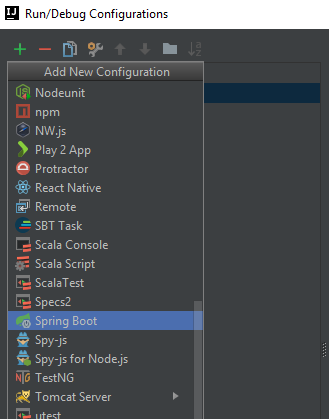 Run/Debug Configurations
Add New Configuration
Nodeunit
npm
NW.js
Play 2 App
Protractor
React Native
Remote
SBT Task
Scala Console
Scala Script
ScalaTest
Specs2
Spring Boot
Spy-js
Spy-js for Node.js
TestNG
Tomcat Server
utest